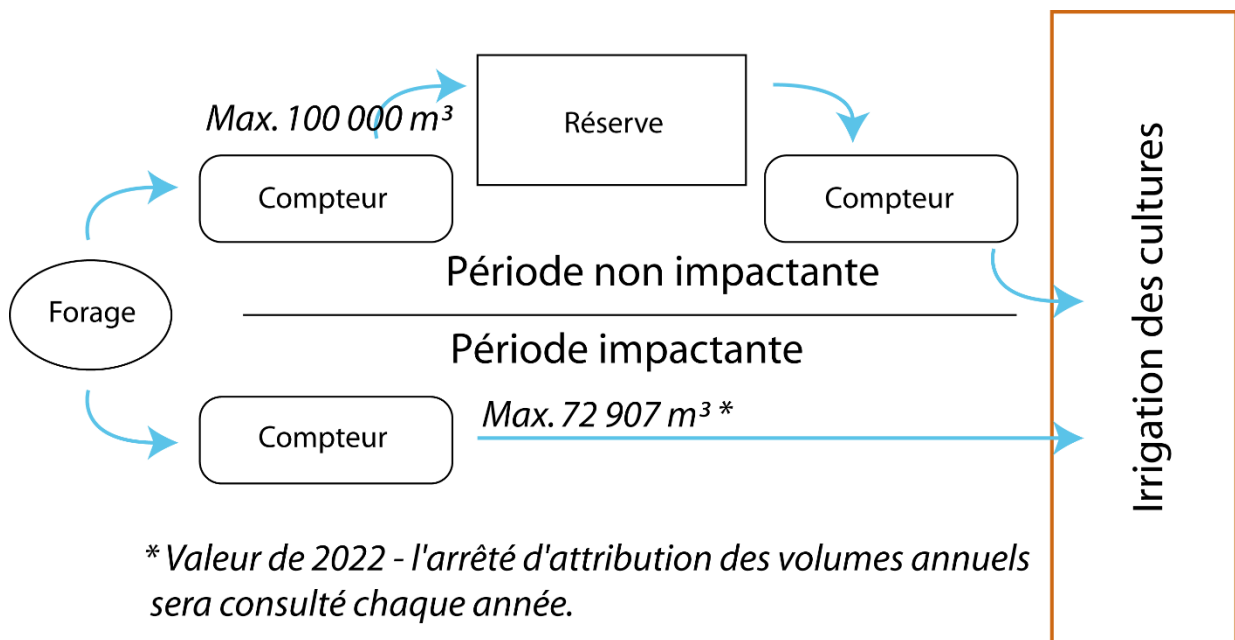 Max. 100 000 m³
Réserve
Compteur
Compteur
Période non impactante
Forage
Période impactante
Max. 72 907 m³ *
Compteur
Irrigation des cultures
* Valeur de 2022 - l'arrêté d'attribution des volumes annuels
sera consulté chaque année.